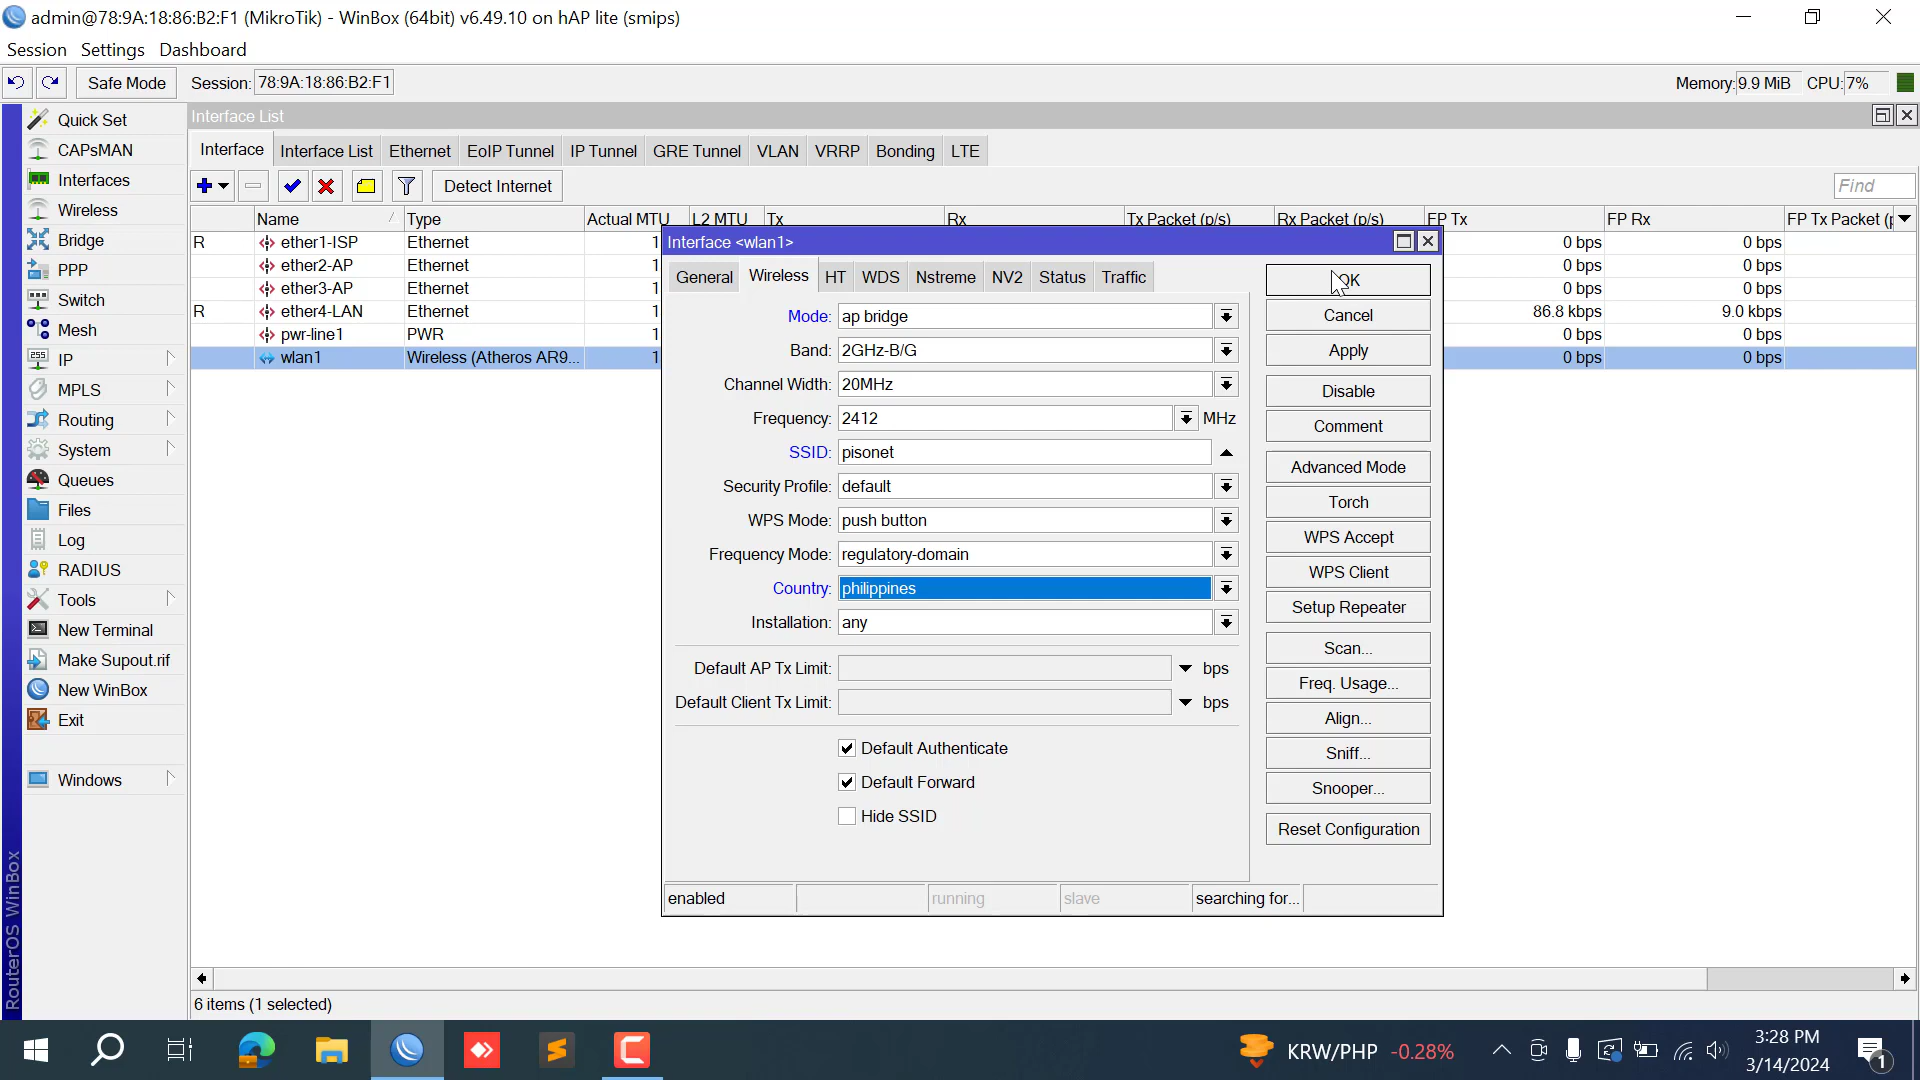 admin@78:9A:18:86:B2:F1 (MikroTik) - WinBox (64bit) v6.49.10 on hAP lite (smips)
Session Settings Dashboard
Safe Mode Session: 78:9A:18:86:B2:F1 Memory: 9.9 MiB CPU: 7%
Interface List
Interface Interface List Ethernet EoIP Tunnel IP Tunnel GRE Tunnel VLAN VRRP Bonding LTE
Detect Internet Find
Name Type Actual MTU L2 MTU Tx Rx Tx Packet (p/s) Rx Packet (p/s) FP Tx FP Rx FP Tx Packet (p
R ether1-ISP Ethernet 1 0 bps 0 bps
ether2-AP Ethernet 1 0 bps 0 bps
ether3-AP Ethernet 1 0 bps 0 bps
R ether4-LAN Ethernet 1 86.8 kbps 9.0 kbps
pwr-line1 PWR 1 0 bps 0 bps
wlan1 Wireless (Atheros AR9... 1 0 bps 0 bps
6 items (1 selected)
Quick Set
CAPsMAN
Interfaces
Wireless
Bridge
PPP
Switch
Mesh
255 IP
MPLS
Routing
System
Queues
Files
Log
RADIUS
Tools
New Terminal
Make Supout.rif
New WinBox
Exit
Windows
RouterOS WinBox
Interface <wlan1>
General Wireless HT WDS Nstreme NV2 Status Traffic
Mode: ap bridge
Band: 2GHz-B/G
Channel Width: 20MHz
Frequency: 2412 MHz
SSID: pisonet
Security Profile: default
WPS Mode: push button
Frequency Mode: regulatory-domain
Country: philippines
Installation: any
Default AP Tx Limit: bps
Default Client Tx Limit: bps
Default Authenticate
Default Forward
Hide SSID
OK
Cancel
Apply
Disable
Comment
Advanced Mode
Torch
WPS Accept
WPS Client
Setup Repeater
Scan...
Freq. Usage...
Align...
Sniff...
Snooper...
Reset Configuration
enabled running slave searching for...
KRW/PHP -0.28%
3:28 PM
3/14/2024
1